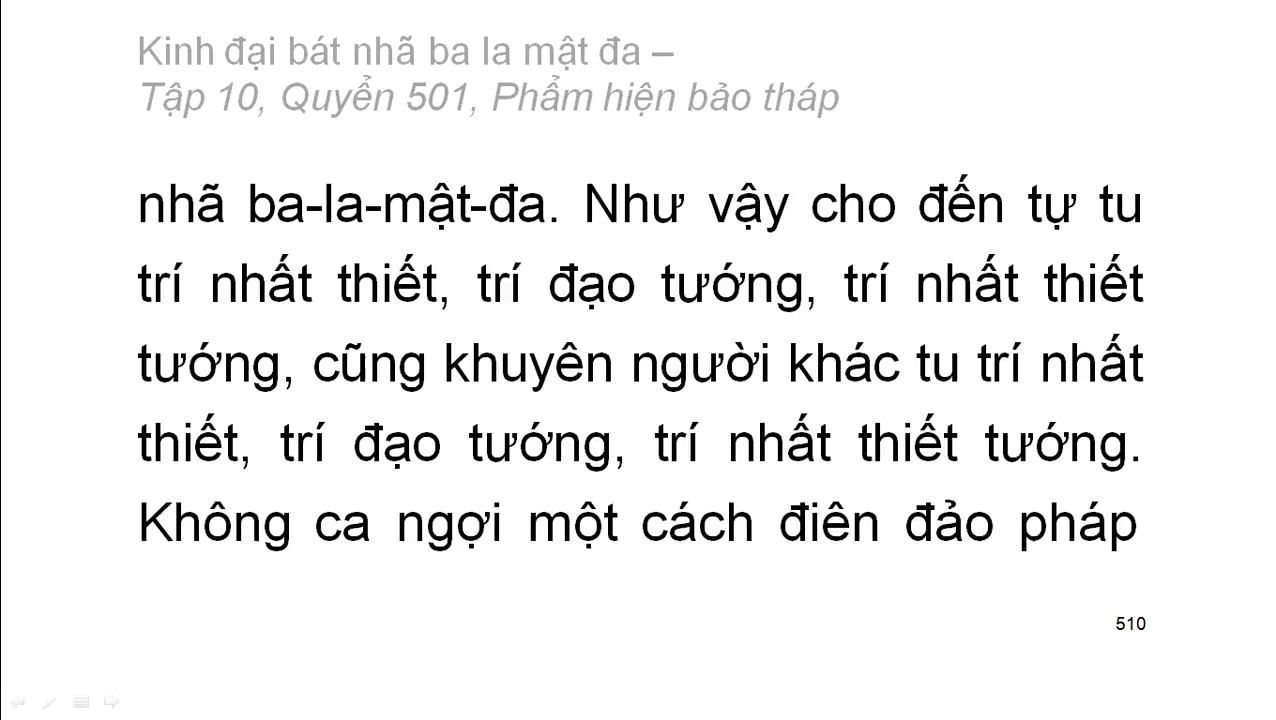 Kinh đại bát nhã ba la mật đa –
Tập 10, Quyển 501, Phẩm hiện bảo tháp
nhã ba-la-mật-đa. Như vậy cho đến tự tu
trí nhất thiết, trí đạo tướng, trí nhất thiết
tướng, cũng khuyên người khác tu trí nhất
thiết, trí đạo tướng, trí nhất thiết tướng.
Không ca ngợi một cách điên đảo pháp
510